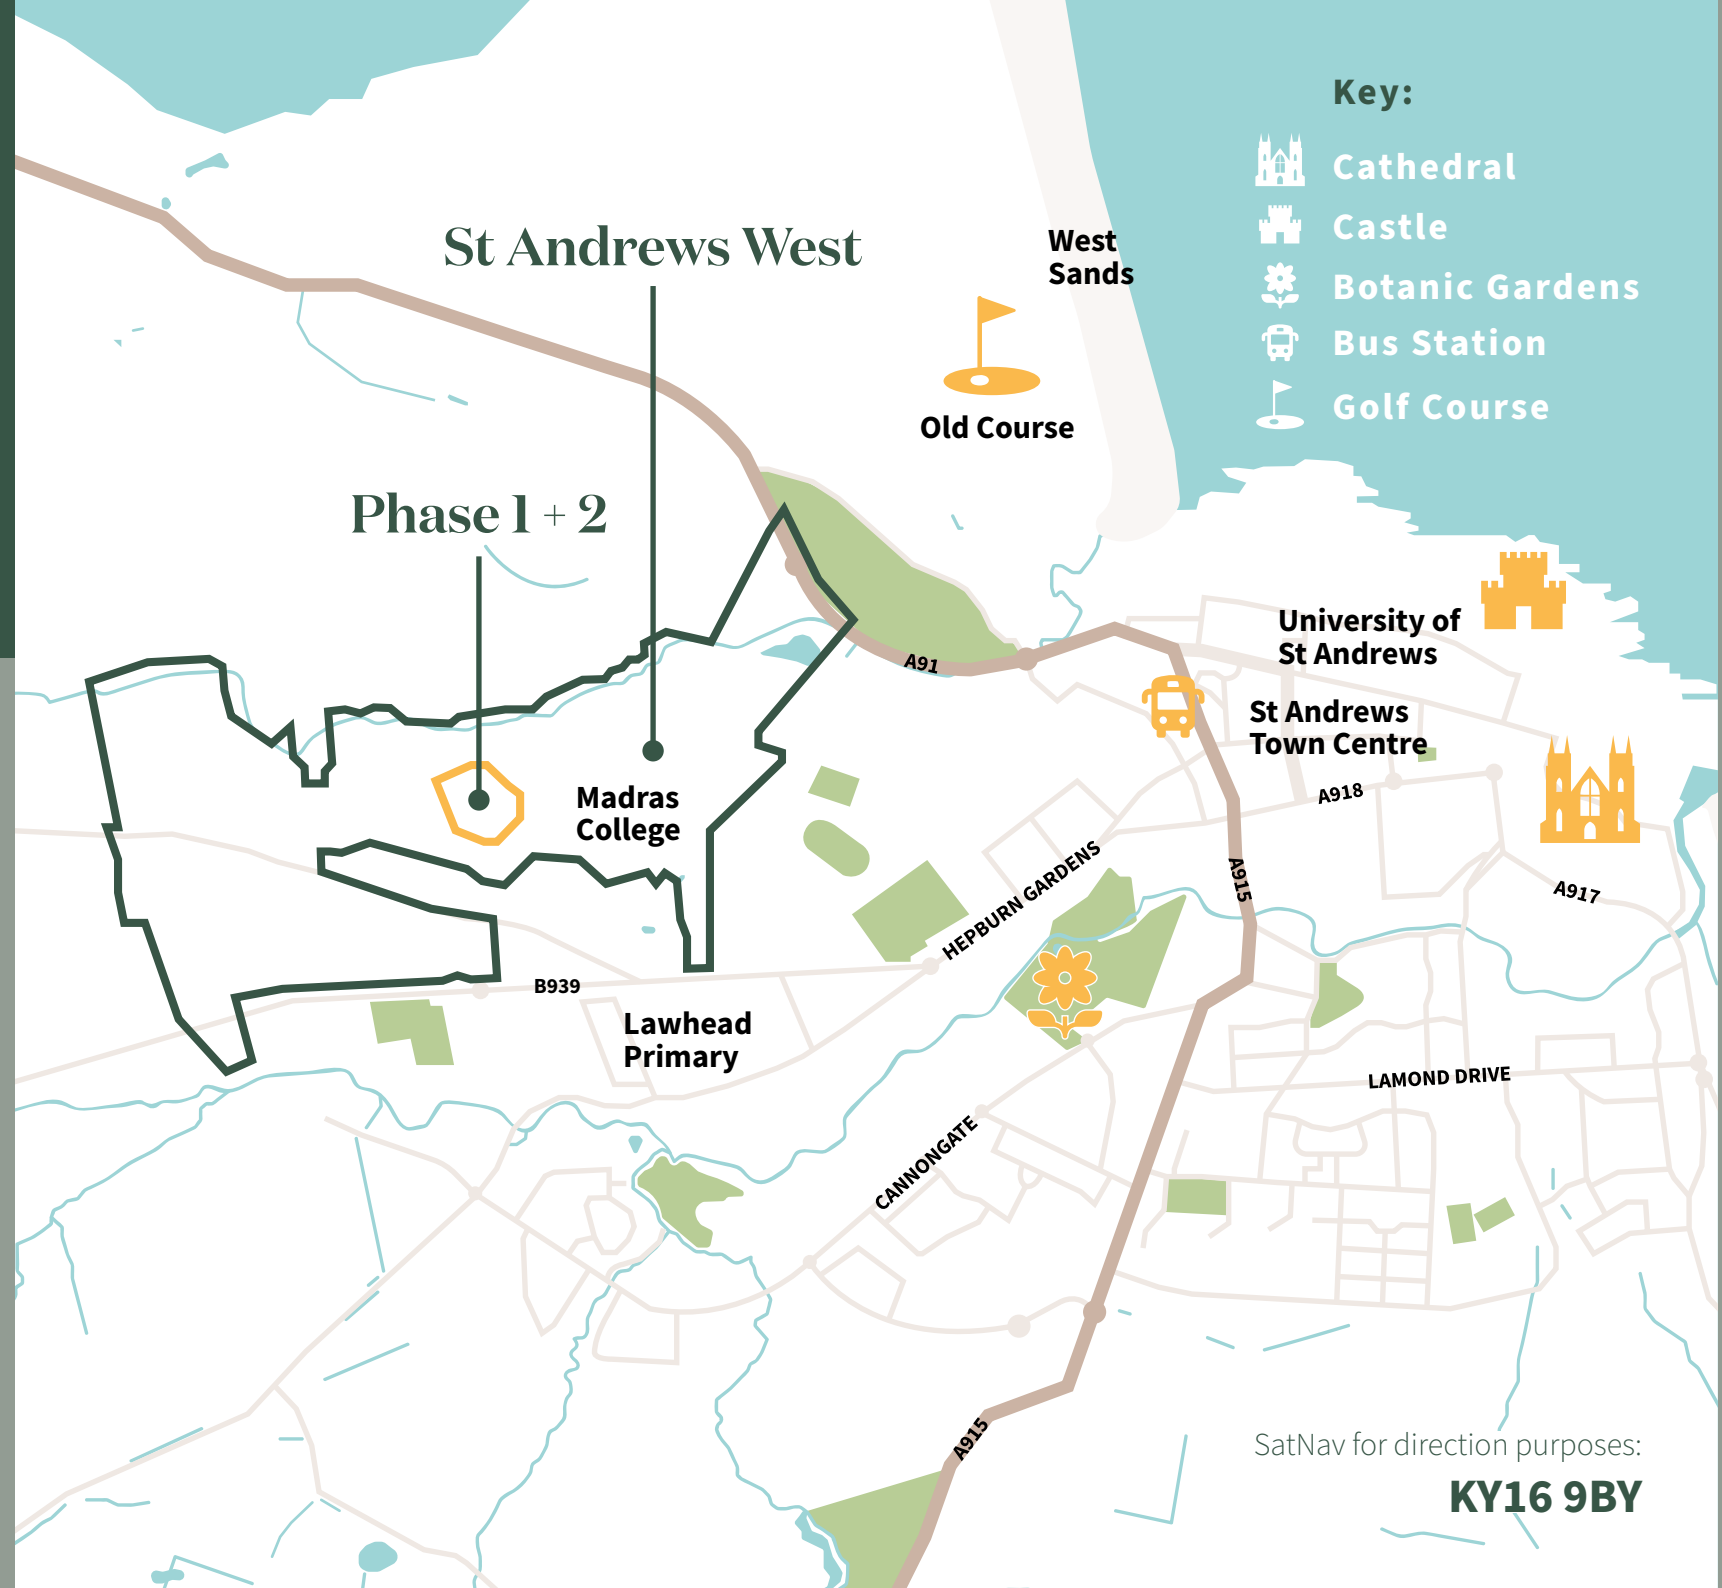 Key:
Cathedral
Castle
Botanic Gardens
Bus Station
Golf Course
St Andrews West
West
Sands
Old Course
Phase 1 + 2
University of
St Andrews
St Andrews
Town Centre
A91
A918
Madras
College
HEPBURN GARDENS
A915
A917
B939
Lawhead
Primary
LAMOND DRIVE
CANNONGATE
A915
SatNav for direction purposes:
KY16 9BY